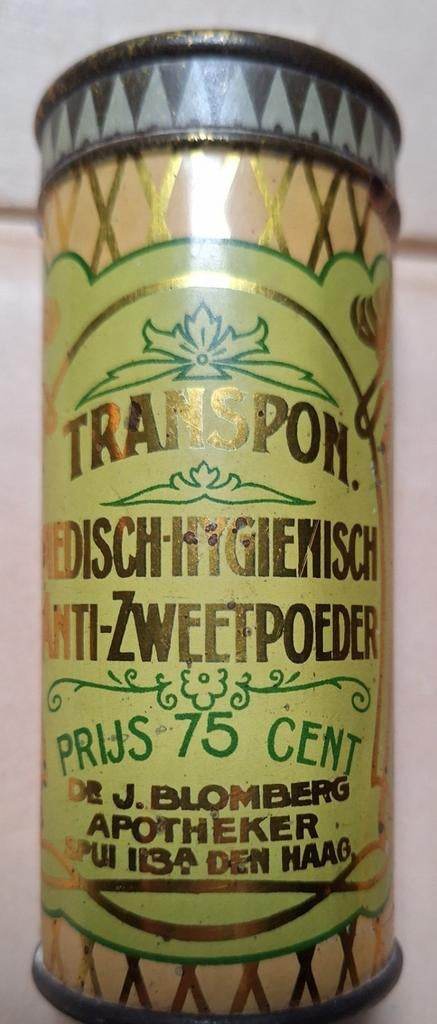 TRANSPON.
MEDISCH-HYGIENISCH
ANTI-ZWEETPOEDER
PRIJS 75 CENT
DR J. BLOMBERG
APOTHEKER
SPUI 113A DEN HAAG.